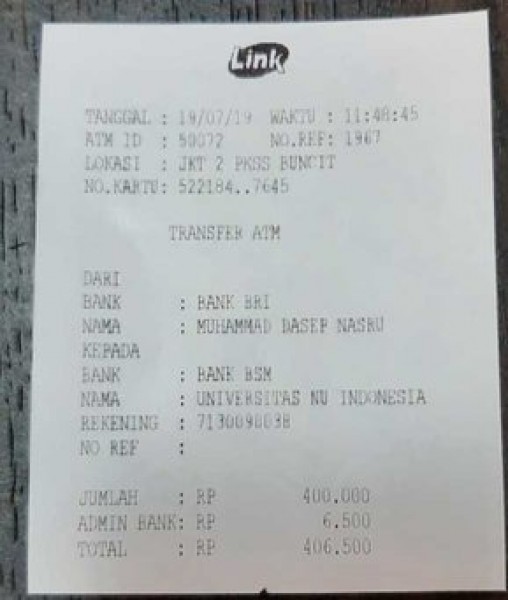 Link
TANGGAL : 19/07/19 WAKTU : 11:48:45
ATM ID : 50072 NO.REF: 1967
LOKASI : JKT 2 PKSS BUNCIT
NO.KARTU: 522184..7645
TRANSFER ATM
DARI
BANK : BANK BRI
NAMA : MUHAMMAD DASEP NASRU
KEPADA
BANK : BANK BSM
NAMA : UNIVERSITAS NU INDONESIA
REKENING :
NO REF :
JUMLAH : RP 400.000
ADMIN BANK: RP 6.500
TOTAL : RP 406.500